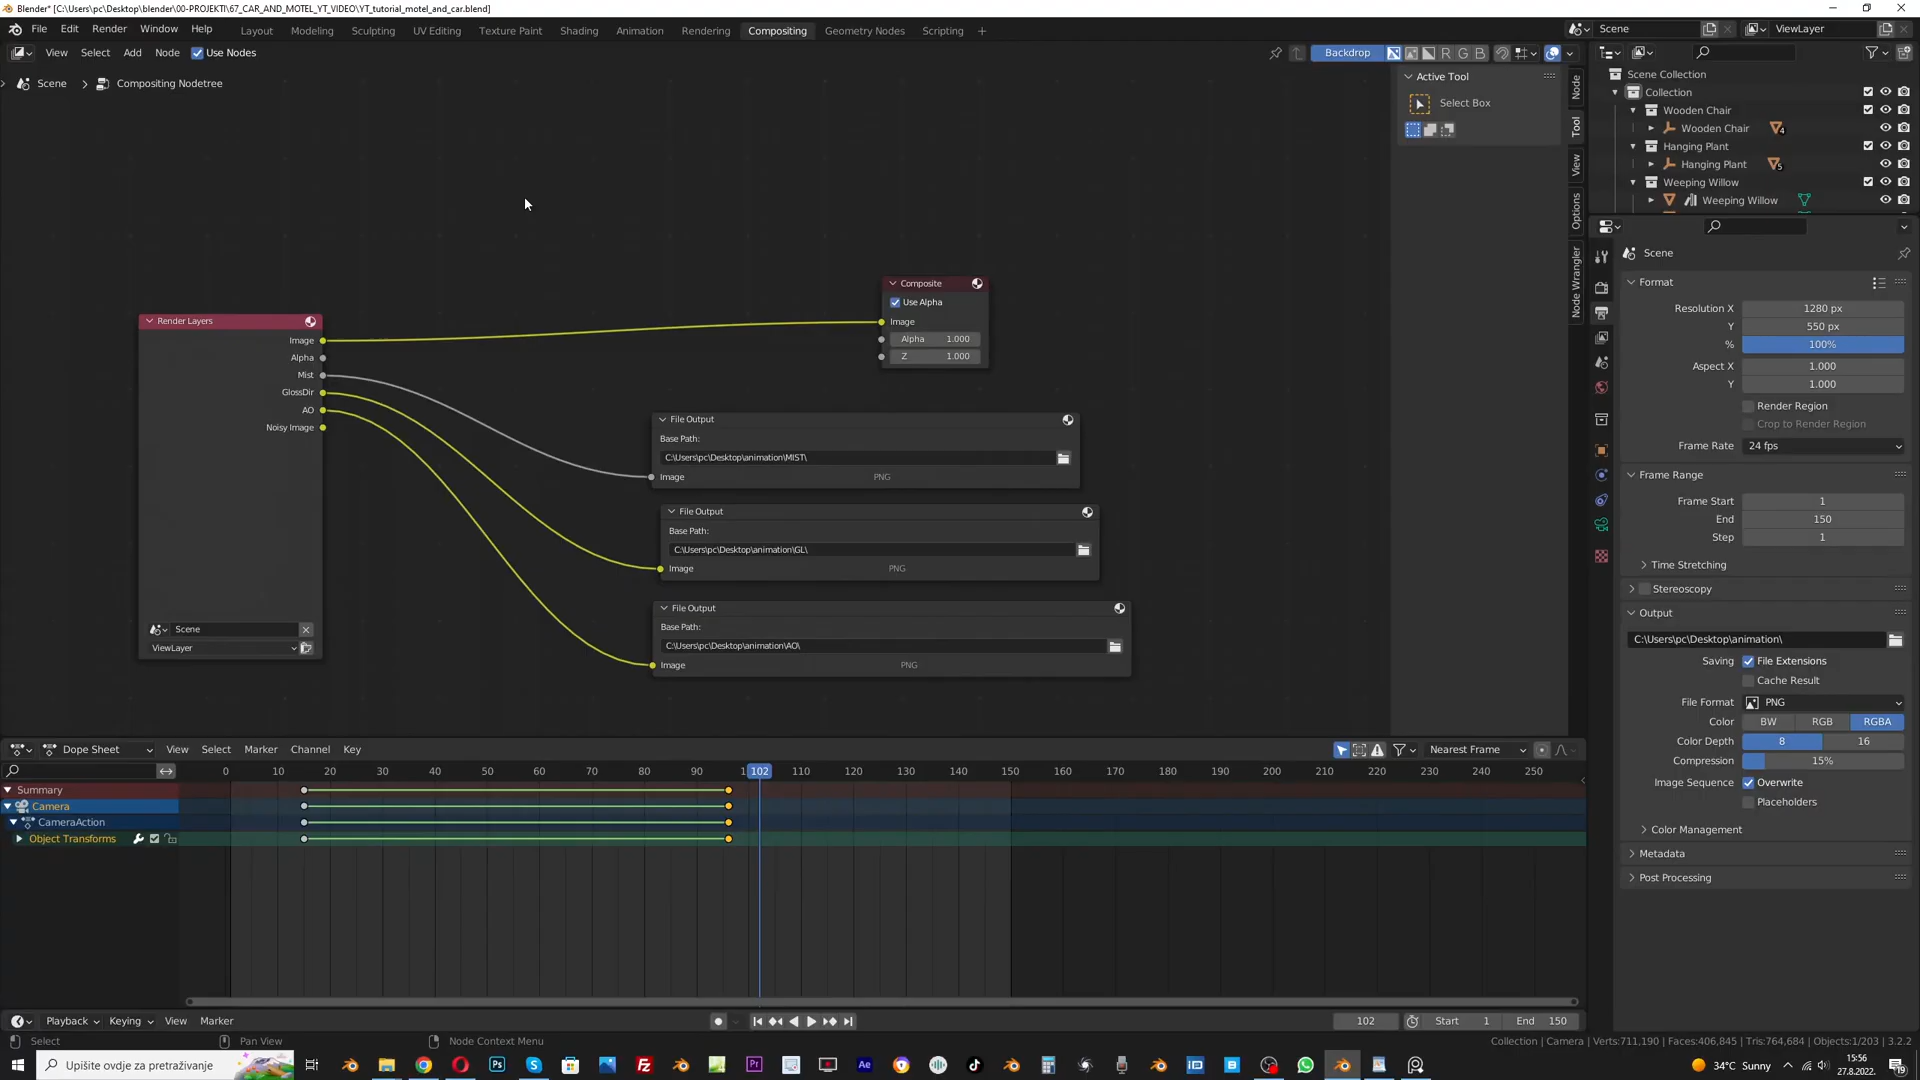 Blender* [C:\Users\pc\Desktop\blender\00-PROJEKTI\67_CAR_AND_MOTEL_YT_VIDEO\YT_tutorial_motel_and_car.blend]
File Edit Render Window Help Layout Modeling Sculpting UV Editing Texture Paint Shading Animation Rendering Compositing Geometry Nodes Scripting + Scene ViewLayer
View Select Add Node Use Nodes Backdrop R G B
Scene > Compositing Nodetree
Active Tool
Select Box
Node
Tool
View
Options
Node Wrangler
Scene Collection
Collection
Wooden Chair
Wooden Chair 4
Hanging Plant
Hanging Plant 5
Weeping Willow
Weeping Willow
Render Layers
Image
Alpha
Mist
GlossDir
AO
Noisy Image
Scene
ViewLayer
Composite
Use Alpha
Image
Alpha 1.000
Z 1.000
File Output
Base Path:
C:\Users\pc\Desktop\animation\MIST\
Image PNG
File Output
Base Path:
C:\Users\pc\Desktop\animation\GL\
Image PNG
File Output
Base Path:
C:\Users\pc\Desktop\animation\AO\
Image PNG
Scene
Format
Resolution X 1280 px
Y 550 px
% 100%
Aspect X 1.000
Y 1.000
Render Region
Crop to Render Region
Frame Rate 24 fps
Frame Range
Frame Start 1
End 150
Step 1
Time Stretching
Stereoscopy
Output
C:\Users\pc\Desktop\animation\
Saving File Extensions
Cache Result
File Format PNG
Color BW RGB RGBA
Color Depth 8 16
Compression 15%
Image Sequence Overwrite
Placeholders
Color Management
Metadata
Post Processing
Dope Sheet View Select Marker Channel Key Nearest Frame
0 10 20 30 40 50 60 70 80 90 1 102 110 120 130 140 150 160 170 180 190 200 210 220 230 240 250
Summary
Camera
CameraAction
Object Transforms
Playback Keying View Marker 102 Start 1 End 150
Select Pan View Node Context Menu Collection | Camera | Verts:711,190 | Faces:406,845 | Tris:764,684 | Objects:1/203 | 3.2.2
Upišite ovdje za pretraživanje 34°C Sunny 15:56
27.8.2022. 19